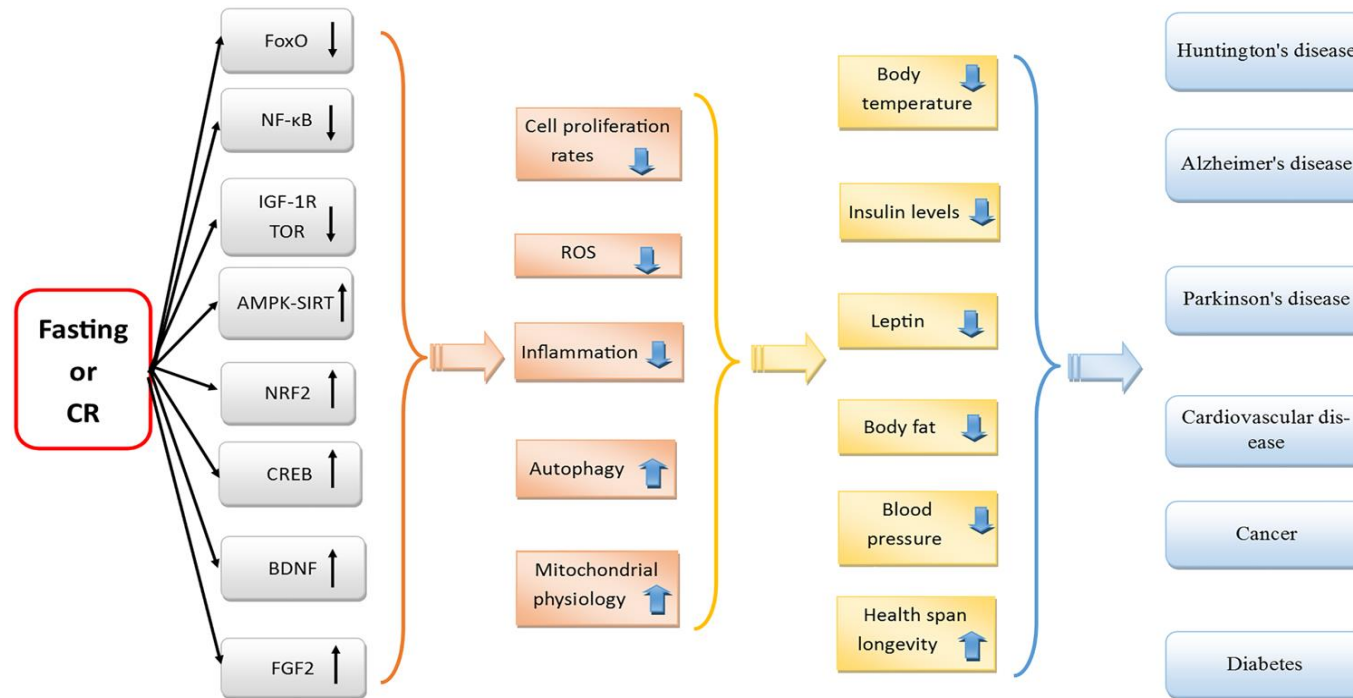 Fasting
or
CR
FoxO
NF-κB
IGF-1R
TOR
AMPK-SIRT
NRF2
CREB
BDNF
FGF2
Cell proliferation
rates
ROS
Inflammation
Autophagy
Mitochondrial
physiology
Body
temperature
Insulin levels
Leptin
Body fat
Blood
pressure
Health span
longevity
Huntington's disease
Alzheimer's disease
Parkinson's disease
Cardiovascular dis-
ease
Cancer
Diabetes